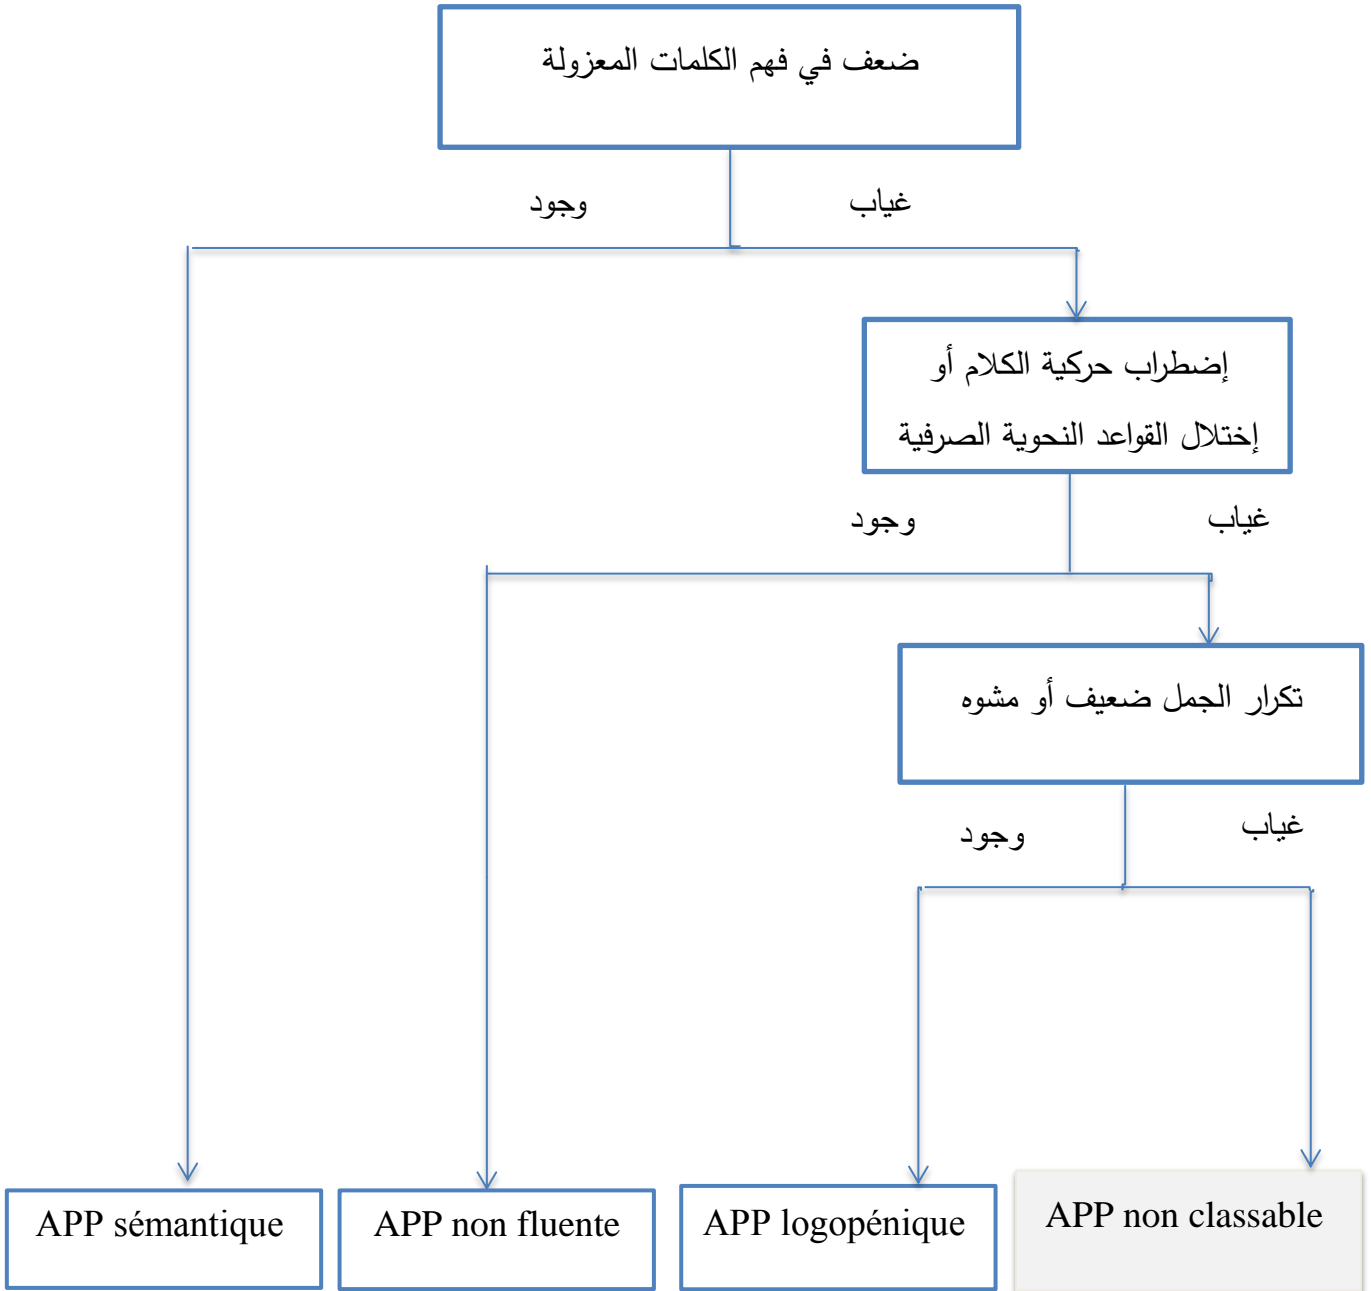 ضعف في فهم الكلمات المعزولة
غياب
وجود
إضطراب حركية الكلام أو
إختلال القواعد النحوية الصرفية
غياب
وجود
تكرار الجمل ضعيف أو مشوه
غياب
وجود
APP sémantique
APP non fluente
APP logopénique
APP non classable